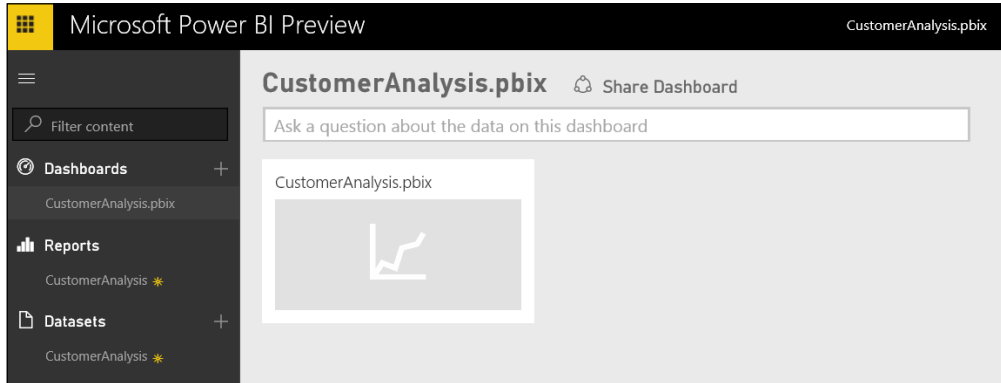 Microsoft Power BI Preview
CustomerAnalysis.pbix
CustomerAnalysis.pbix
Share Dashboard
Filter content
Ask a question about the data on this dashboard
Dashboards
CustomerAnalysis.pbix
Reports
CustomerAnalysis
Datasets
CustomerAnalysis
CustomerAnalysis.pbix